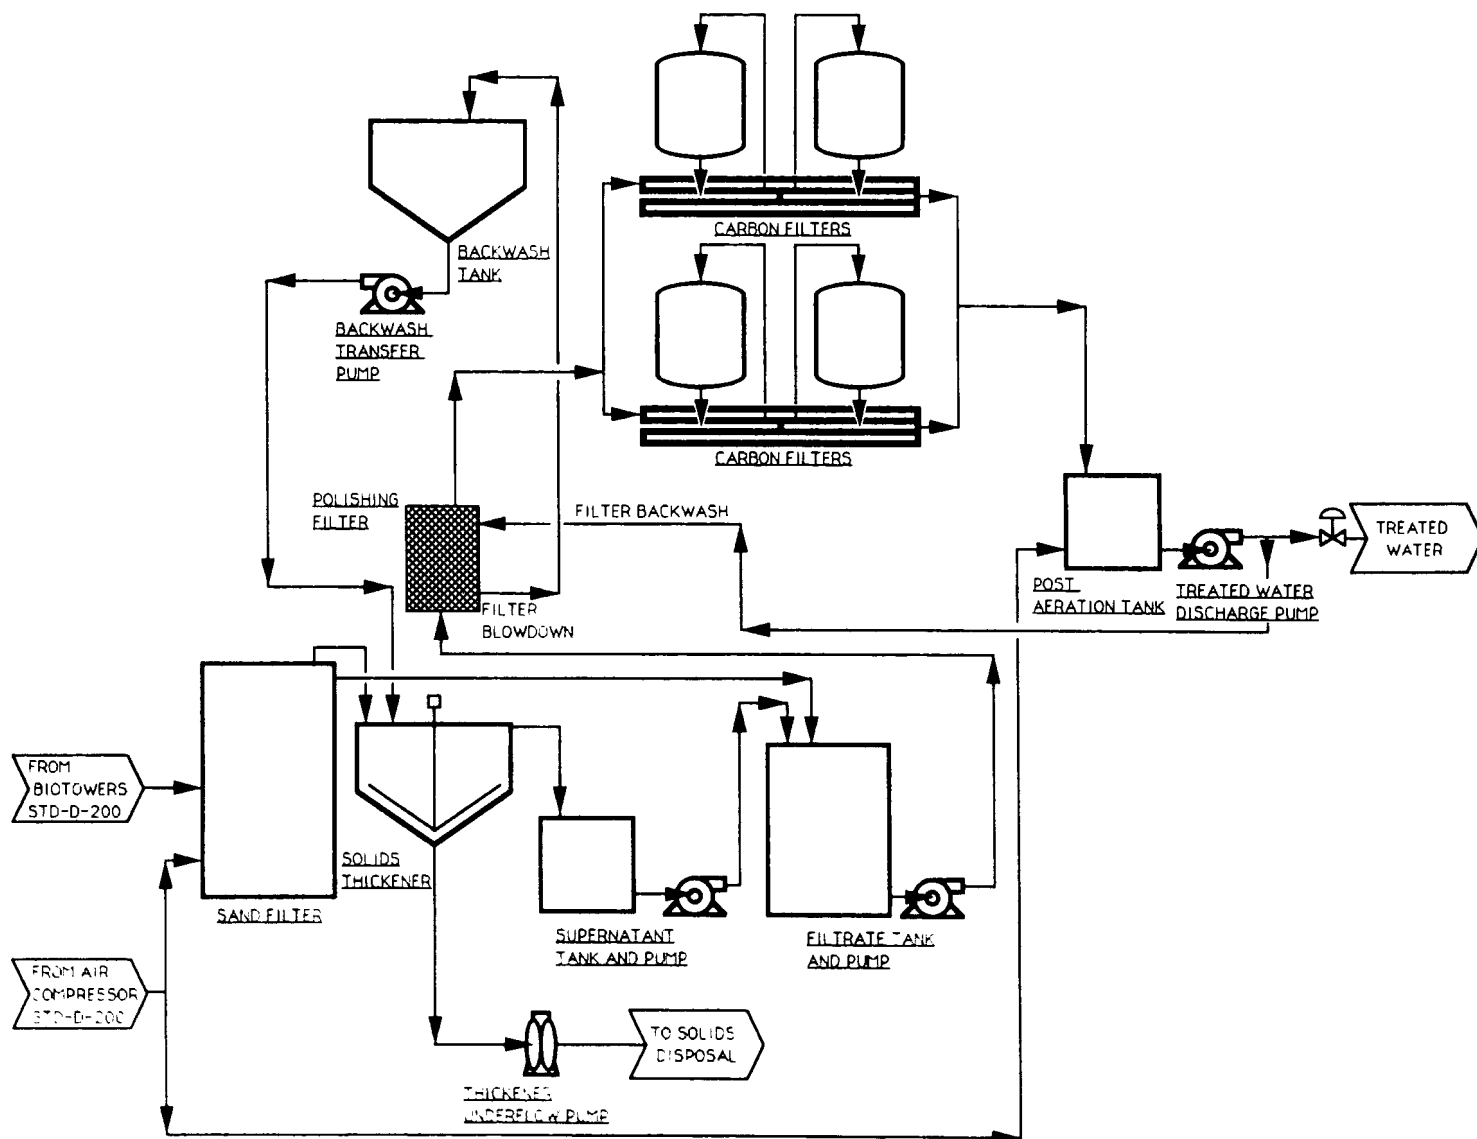 CARBON FILTERS
BACKWASH
TANK
BACKWASH
TRANSFER
PUMP
CARBON FILTERS
POLISHING
FILTER
FILTER BACKWASH
TREATED
WATER
FILTER
BLOWDOWN
POST
AERATION TANK
TREATED WATER
DISCHARGE PUMP
FROM
BIOTOWERS
STD-D-200
SOLIDS
THICKENER
SAND FILTER
SUPERNATANT
TANK AND PUMP
FILTRATE TANK
AND PUMP
FROM AIR
COMPRESSOR
STD-D-200
TO SOLIDS
DISPOSAL
THICKENER
UNDERFLOW PUMP